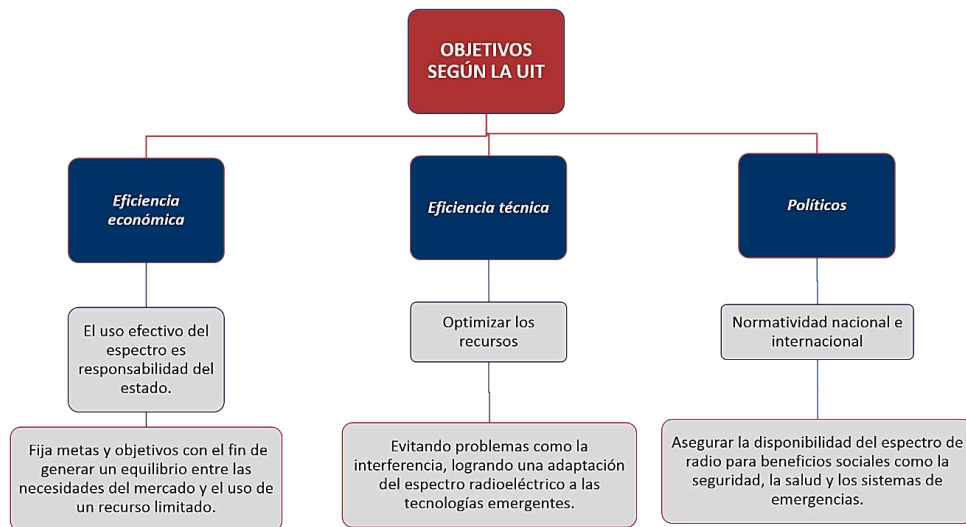 OBJETIVOS
SEGÚN LA UIT
Eficiencia
económica
Eficiencia técnica
Políticos
El uso efectivo del
espectro es
responsabilidad del
estado.
Optimizar los
recursos
Normatividad nacional e
internacional
Fija metas y objetivos con el fin de
generar un equilibrio entre las
necesidades del mercado y el uso de
un recurso limitado.
Evitando problemas como la
interferencia, logrando una adaptación
del espectro radioeléctrico a las
tecnologías emergentes.
Asegurar la disponibilidad del espectro de
radio para beneficios sociales como la
seguridad, la salud y los sistemas de
emergencias.